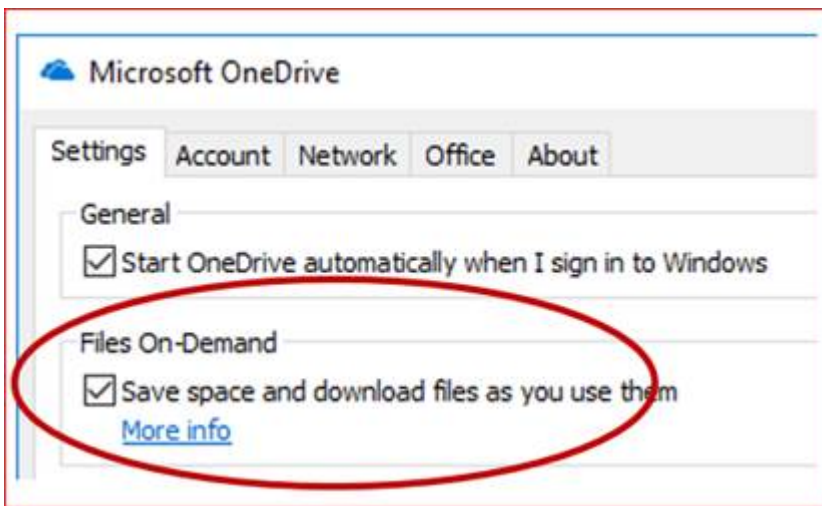 Microsoft OneDrive
Settings Account Network Office About
General
Start OneDrive automatically when I sign in to Windows
Files On-Demand
Save space and download files as you use them
More info